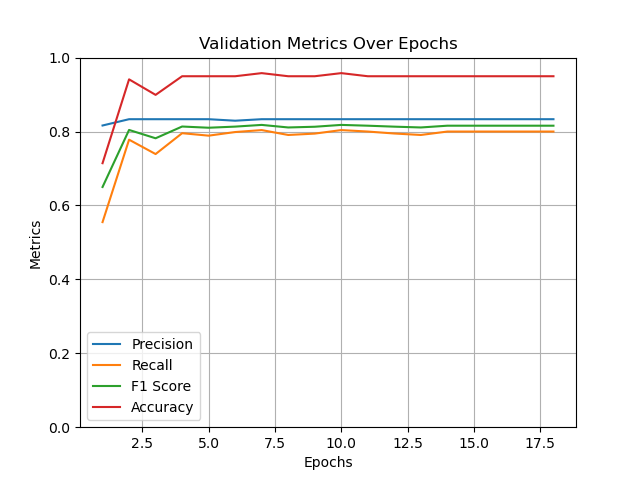 Validation Metrics Over Epochs
1.0
0.8
0.6
0.4
0.2
0.0
Metrics
Precision
Recall
F1 Score
Accuracy
2.5 5.0 7.5 10.0 12.5 15.0 17.5
Epochs